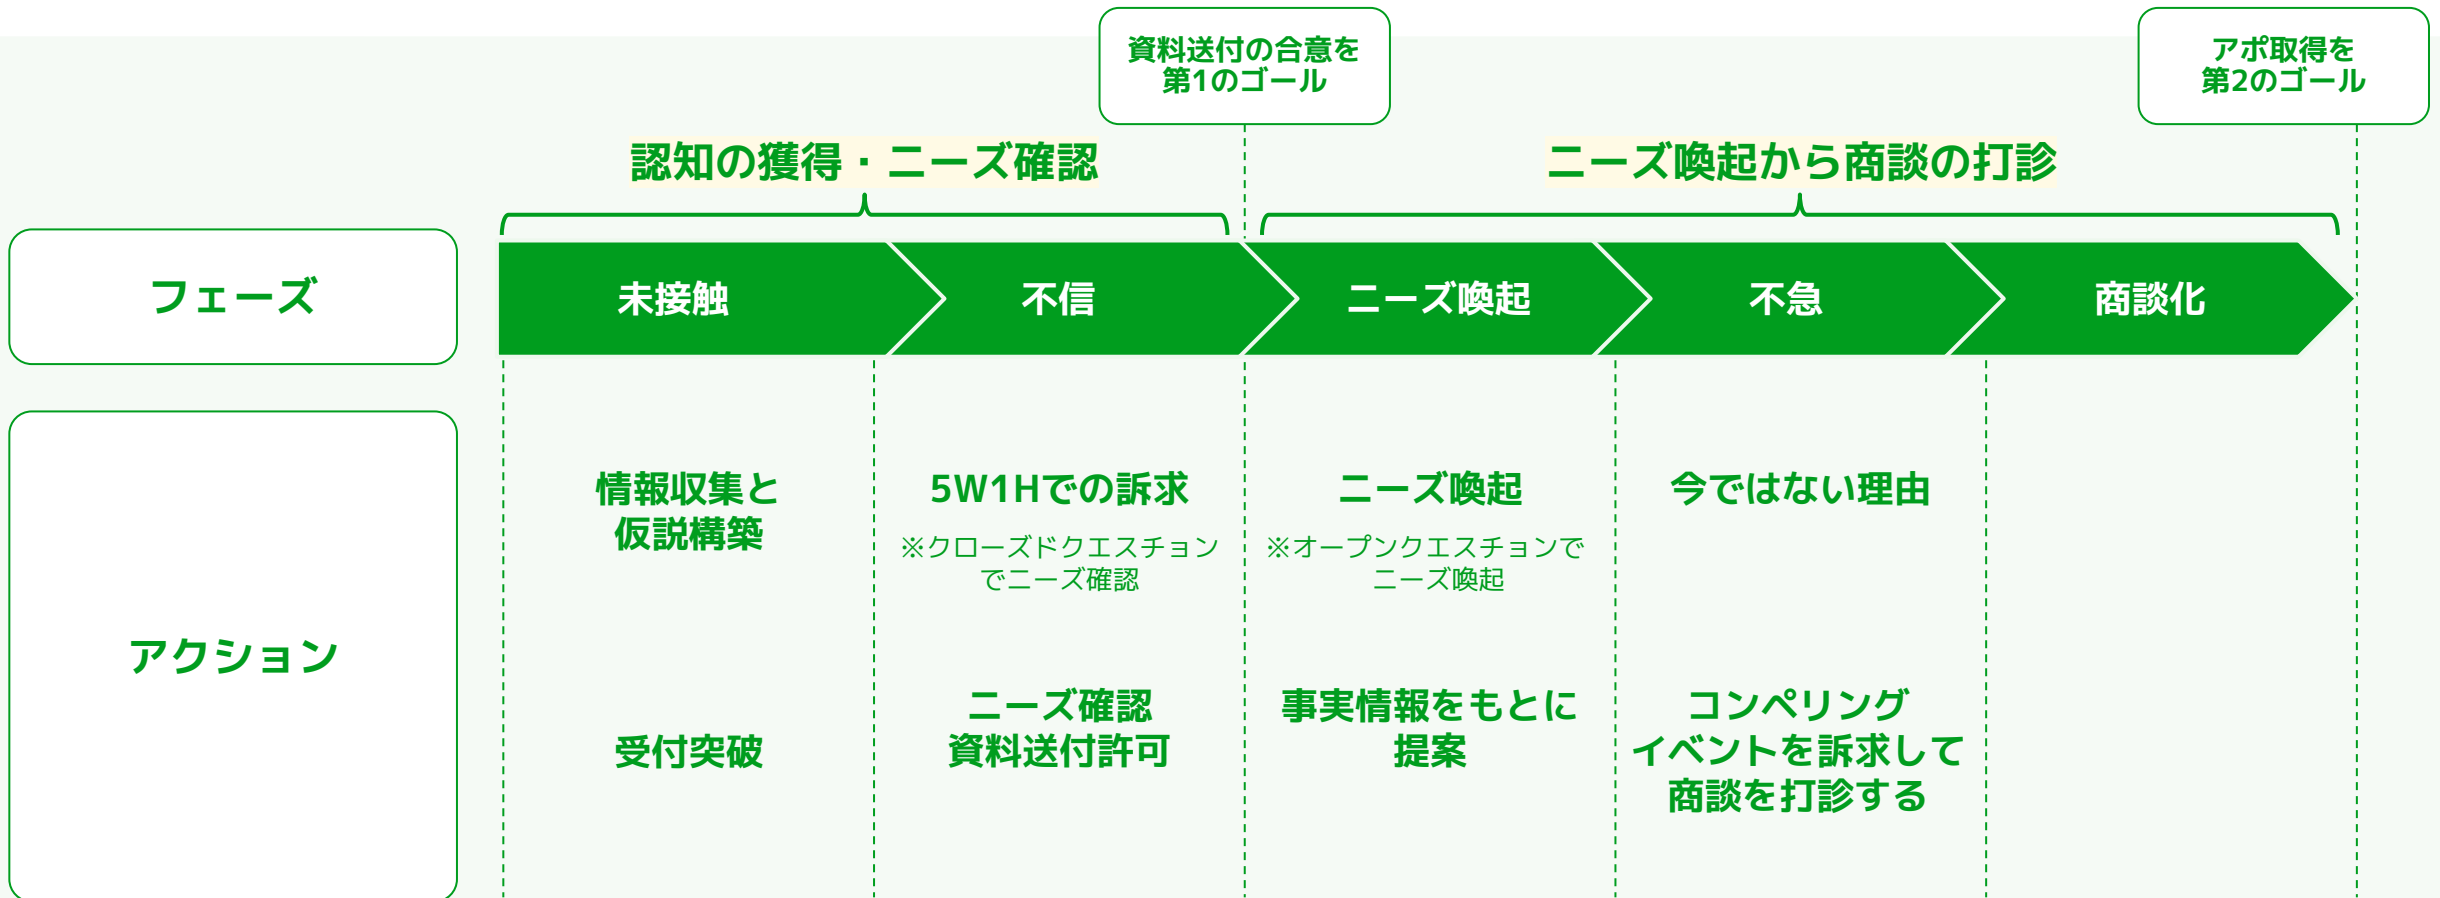 資料送付の合意を
第1のゴール
アポ取得を
第2のゴール
認知の獲得・ニーズ確認
ニーズ喚起から商談の打診
フェーズ
未接触
不信
ニーズ喚起
不急
商談化
アクション
情報収集と
仮説構築
5W1Hでの訴求
※クローズドクエスチョン
でニーズ確認
ニーズ喚起
※オープンクエスチョンで
ニーズ喚起
今ではない理由
受付突破
ニーズ確認
資料送付許可
事実情報をもとに
提案
コンペリング
イベントを訴求して
商談を打診する